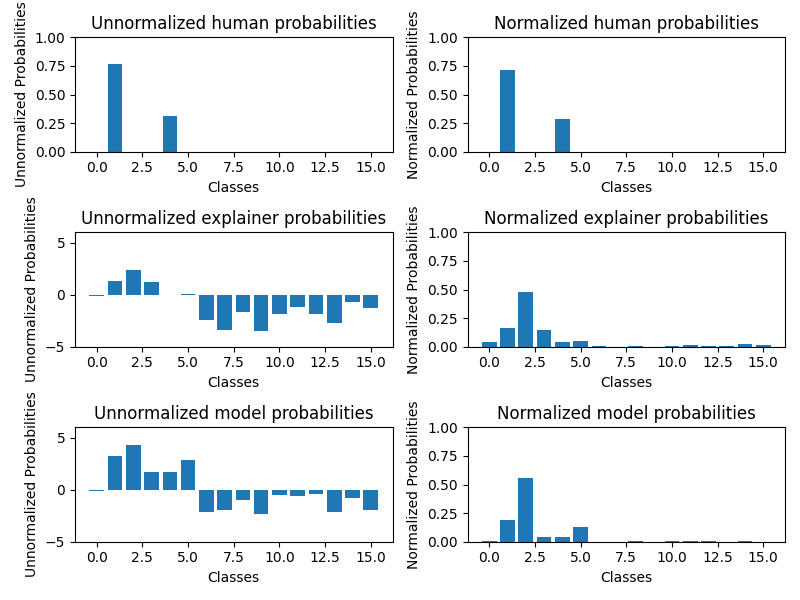 Unnormalized human probabilities
Unnormalized Probabilities
1.00
0.75
0.50
0.25
0.00
0.0 2.5 5.0 7.5 10.0 12.5 15.0
Classes
Normalized human probabilities
Normalized Probabilities
1.00
0.75
0.50
0.25
0.00
0.0 2.5 5.0 7.5 10.0 12.5 15.0
Classes
Unnormalized explainer probabilities
Unnormalized Probabilities
5
0
−5
0.0 2.5 5.0 7.5 10.0 12.5 15.0
Classes
Normalized explainer probabilities
Normalized Probabilities
1.00
0.75
0.50
0.25
0.00
0.0 2.5 5.0 7.5 10.0 12.5 15.0
Classes
Unnormalized model probabilities
Unnormalized Probabilities
5
0
−5
0.0 2.5 5.0 7.5 10.0 12.5 15.0
Classes
Normalized model probabilities
Normalized Probabilities
1.00
0.75
0.50
0.25
0.00
0.0 2.5 5.0 7.5 10.0 12.5 15.0
Classes